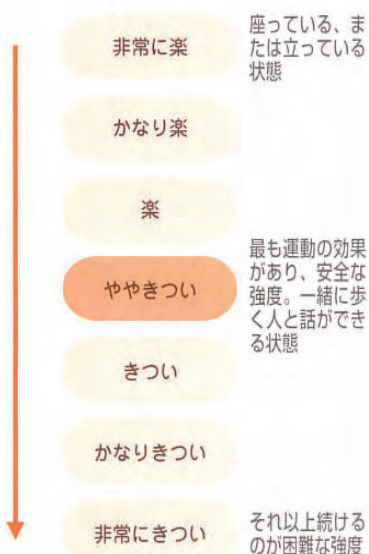 非常に楽
座っている、ま
たは立っている
状態
かなり楽
楽
ややきつい
最も運動の効果
があり、安全な
強度。一緒に歩
く人と話ができ
る状態
きつい
かなりきつい
非常にきつい
それ以上続ける
のが困難な強度